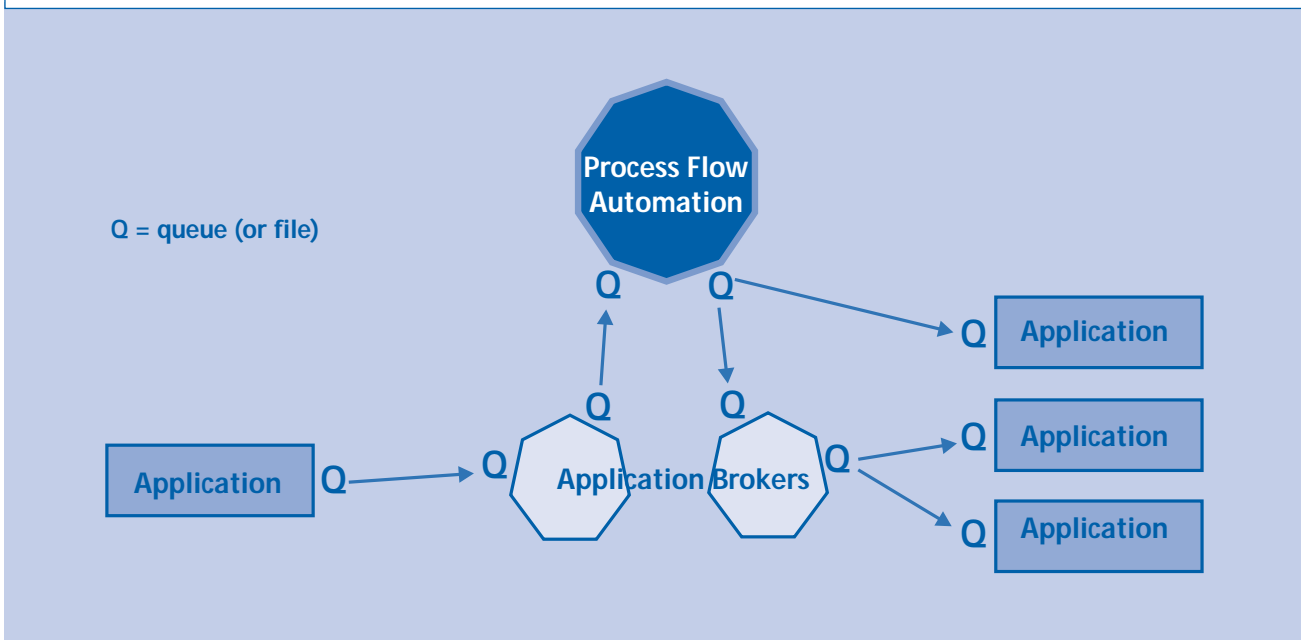 Process Flow
Automation
Q = queue (or file)
Q
Q
Q
Application
Q
Q
Q
Application
Application
Q
Q
Application Brokers
Q
Q
Application